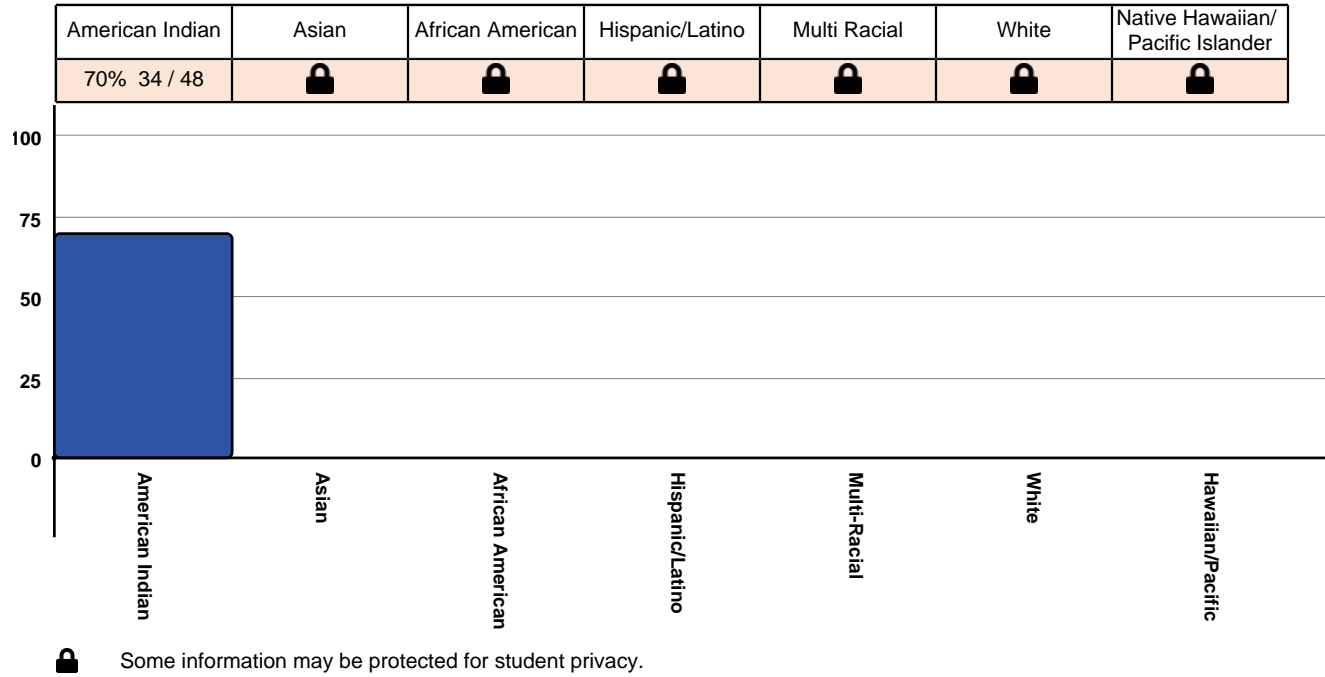 American Indian Asian African American Hispanic/Latino Multi Racial White Native Hawaiian/
Pacific Islander
70% 34 / 48
100
75
50
25
0
American Indian
Asian
African American
Hispanic/Latino
Multi-Racial
White
Hawaiian/Pacific
Some information may be protected for student privacy.